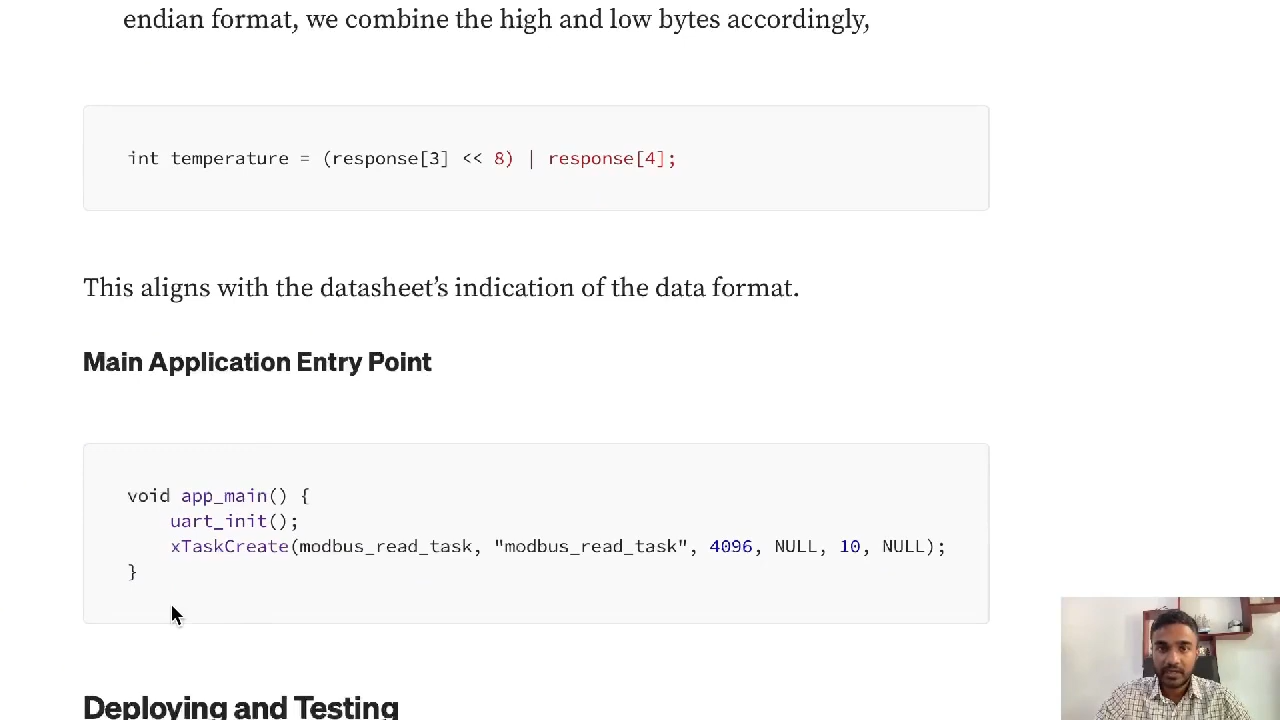 endian format, we combine the high and low bytes accordingly,
int temperature = (response[3] << 8) | response[4];
This aligns with the datasheet’s indication of the data format.
Main Application Entry Point
void app_main() {
    uart_init();
    xTaskCreate(modbus_read_task, "modbus_read_task", 4096, NULL, 10, NULL);
}
Deploying and Testing